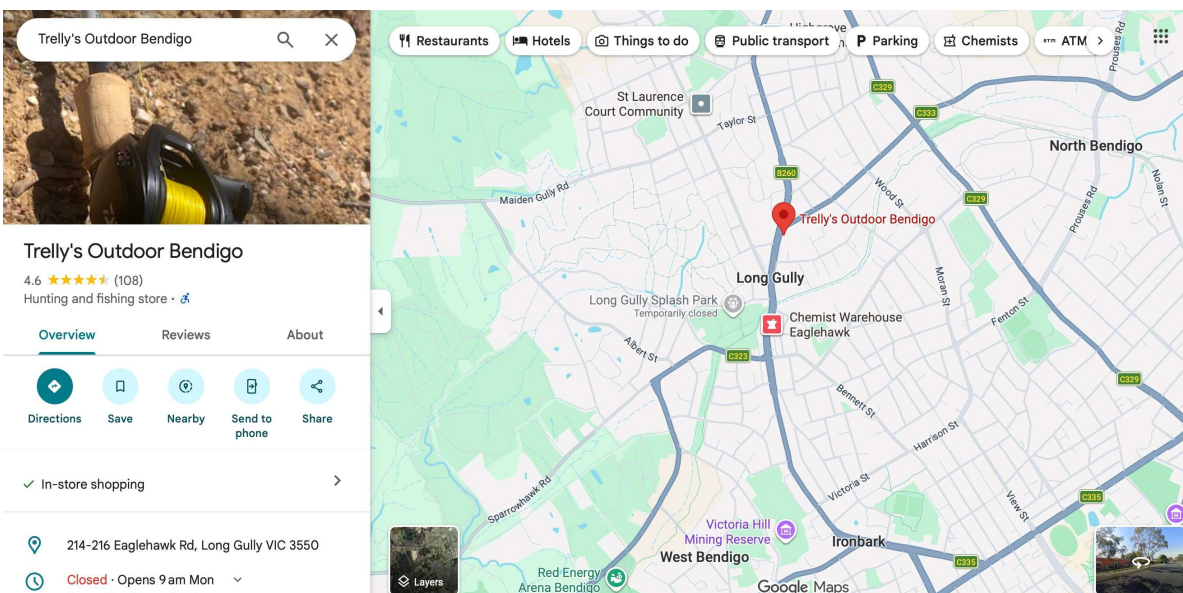 Trelly's Outdoor Bendigo
Trelly's Outdoor Bendigo
4.6 (108)
Hunting and fishing store ·
Overview
Reviews
About
Directions
Save
Nearby
Send to
phone
Share
In-store shopping
214-216 Eaglehawk Rd, Long Gully VIC 3550
Closed · Opens 9 am Mon
Restaurants
Hotels
Things to do
Public transport
Parking
Chemists
ATM
Prouses Rd
C329
St Laurence
Court Community
C333
Taylor St
North Bendigo
B260
Wood St
Nolan St
Maiden Gully Rd
C329
Prouses Rd
Trelly's Outdoor Bendigo
Long Gully
Moran St
Long Gully Splash Park
Temporarily closed
Fenton St
Chemist Warehouse
Eaglehawk
Albert St
C323
C329
Bennett St
Harrison St
Victoria St
Sparrowhawk Rd
View St
C335
Victoria Hill
Mining Reserve
Ironbark
West Bendigo
C335
Red Energy
Arena Bendigo
Layers
Google Maps